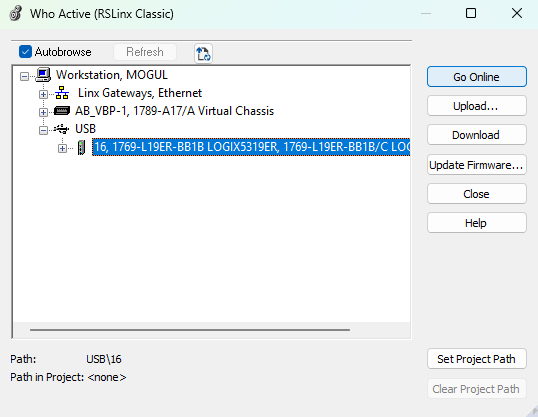 Who Active (RSLinx Classic)
Autobrowse
Refresh
Workstation, MOGUL
Linx Gateways, Ethernet
AB_VBP-1, 1789-A17/A Virtual Chassis
USB
16, 1769-L19ER-BB1B LOGIX5319ER, 1769-L19ER-BB1B/C LOG
Go Online
Upload...
Download
Update Firmware...
Close
Help
Path: USB\16
Path in Project: <none>
Set Project Path
Clear Project Path